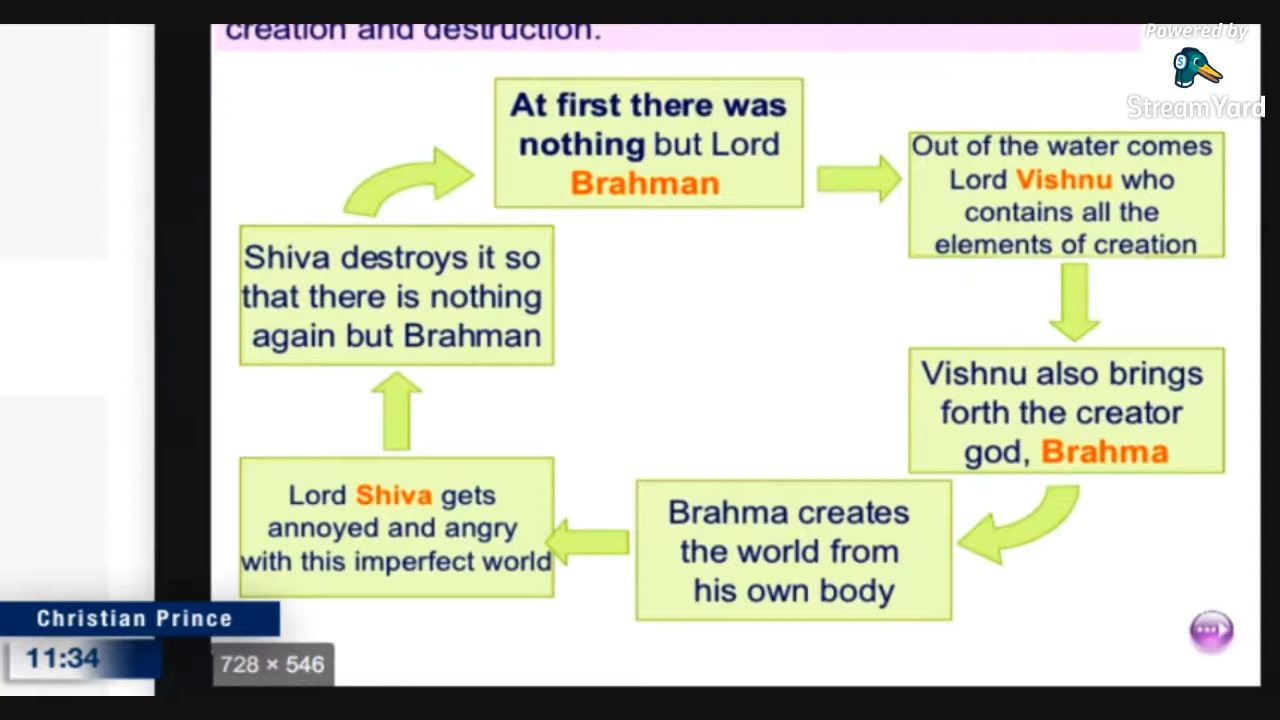 creation and destruction.
Powered by
StreamYard
At first there was
nothing but Lord
Brahman
Out of the water comes
Lord Vishnu who
contains all the
elements of creation
Vishnu also brings
forth the creator
god, Brahma
Brahma creates
the world from
his own body
Lord Shiva gets
annoyed and angry
with this imperfect world
Shiva destroys it so
that there is nothing
again but Brahman
Christian Prince
11:34
728 × 546